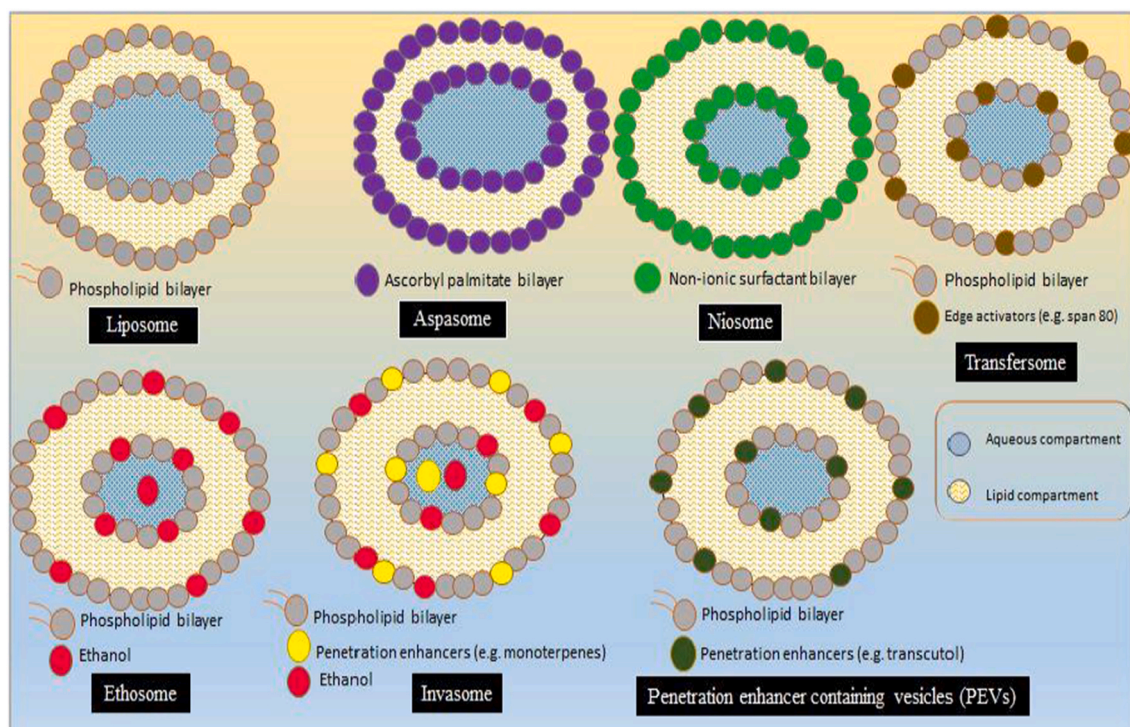 Phospholipid bilayer
Liposome
Ascorbyl palmitate bilayer
Aspasome
Non-ionic surfactant bilayer
Niosome
Phospholipid bilayer
Edge activators (e.g. span 80)
Transfersome
Aqueous compartment
Lipid compartment
Phospholipid bilayer
Ethanol
Ethosome
Phospholipid bilayer
Penetration enhancers (e.g. monoterpenes)
Ethanol
Invasome
Phospholipid bilayer
Penetration enhancers (e.g. transcutol)
Penetration enhancer containing vesicles (PEVs)